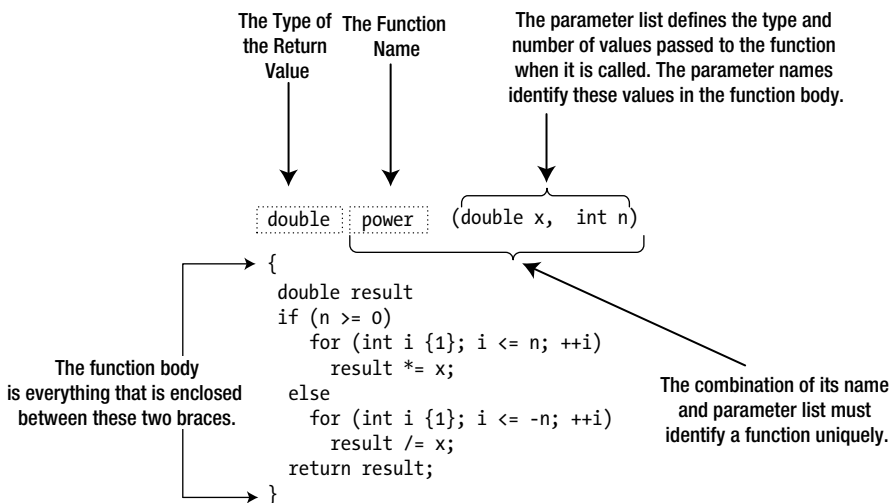 The Type of
the Return
Value
The Function
Name
The parameter list defines the type and
number of values passed to the function
when it is called. The parameter names
identify these values in the function body.
double power (double x, int n)
{
double result
if (n >= 0)
for (int i {1}; i <= n; ++i)
result *= x;
else
for (int i {1}; i <= -n; ++i)
result /= x;
return result;
}
The function body
is everything that is enclosed
between these two braces.
The combination of its name
and parameter list must
identify a function uniquely.